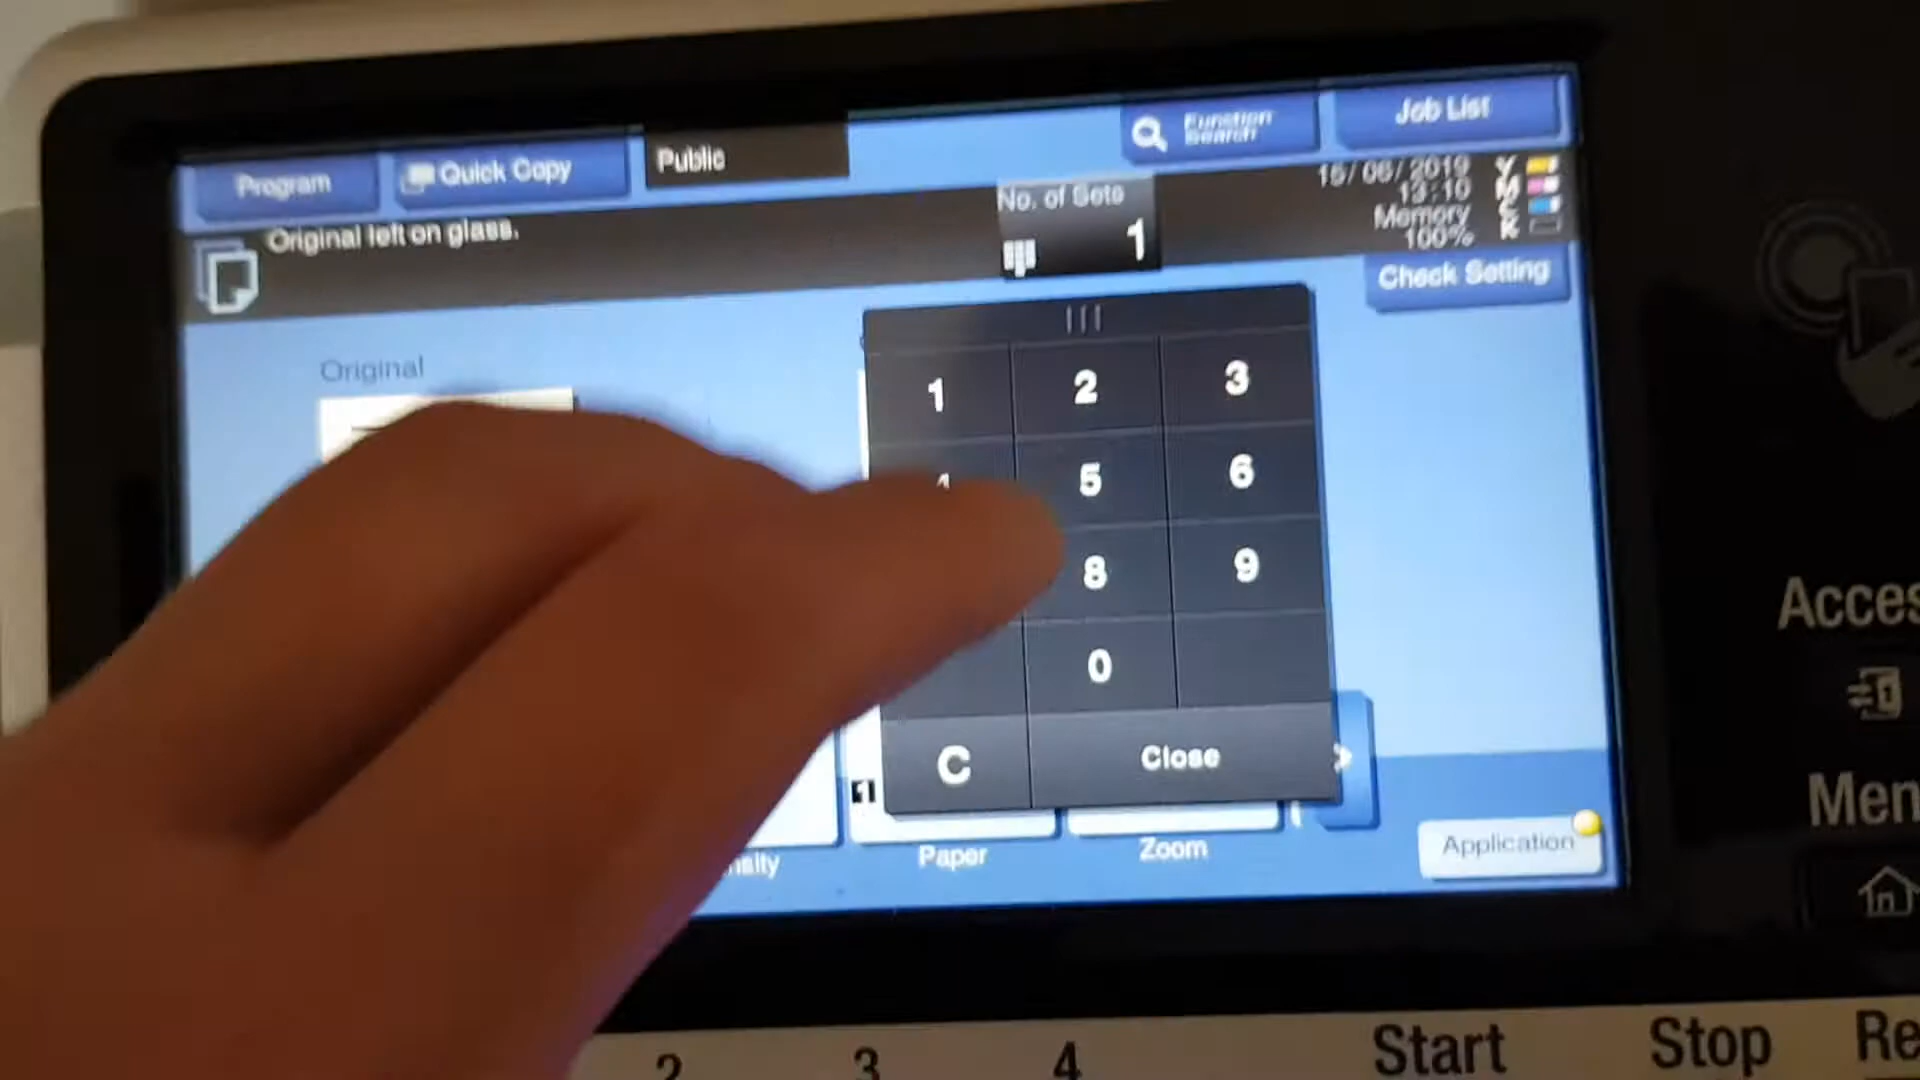 Program
Quick Copy
Public
Function
Search
Job List
Original left on glass.
No. of Sets
1
15/06/2019
13:10
Memory
100%
Y
M
C
K
Check Setting
Original
1 2 3
5 6
8 9
0
C Close
1
Paper
Zoom
Application
Acces
Men
2 3 4 Start Stop Re